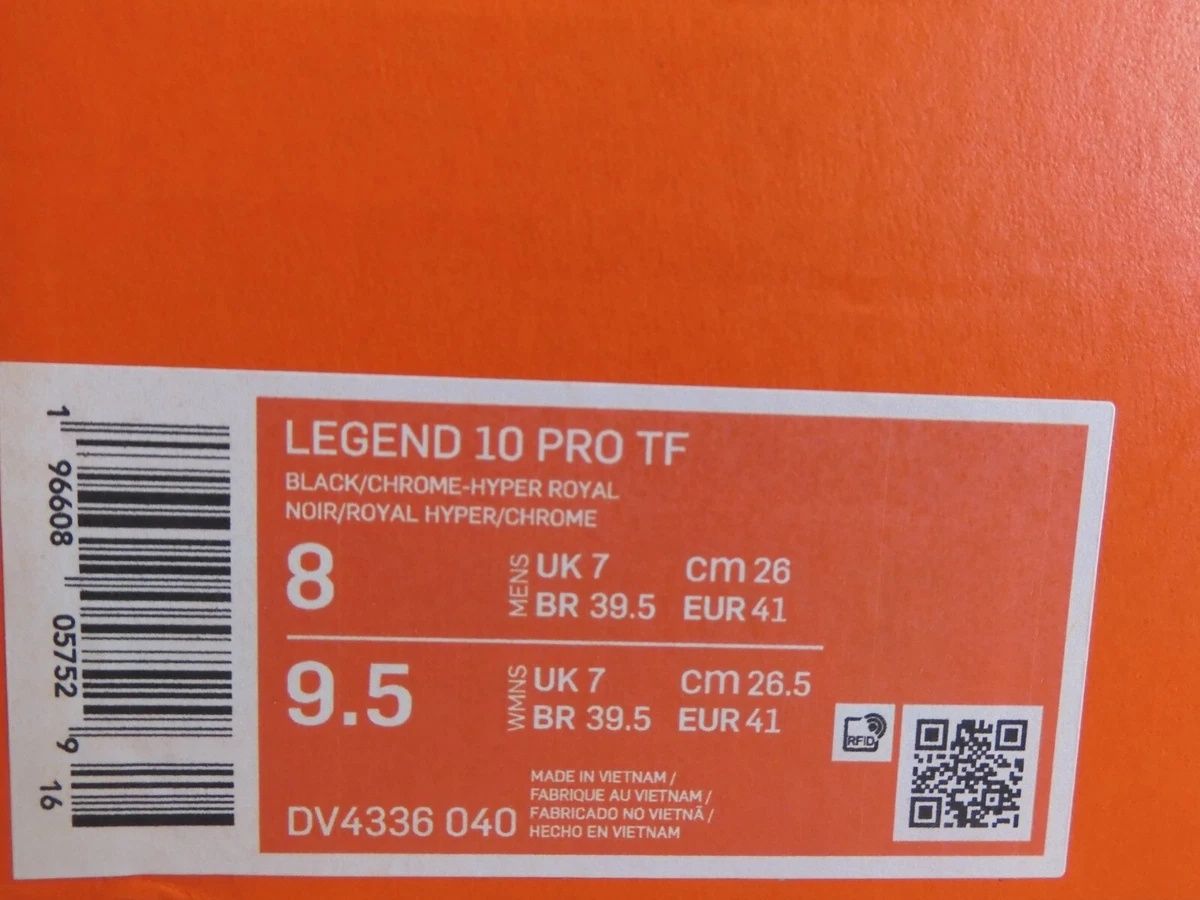 1 96608 05752 9 16
LEGEND 10 PRO TF
BLACK/CHROME-HYPER ROYAL
NOIR/ROYAL HYPER/CHROME
8 MENS UK 7 cm 26
BR 39.5 EUR 41
9.5 WMNS UK 7 cm 26.5
BR 39.5 EUR 41
RFID
DV4336 040
MADE IN VIETNAM /
FABRIQUE AU VIETNAM /
FABRICADO NO VIETNÃ /
HECHO EN VIETNAM